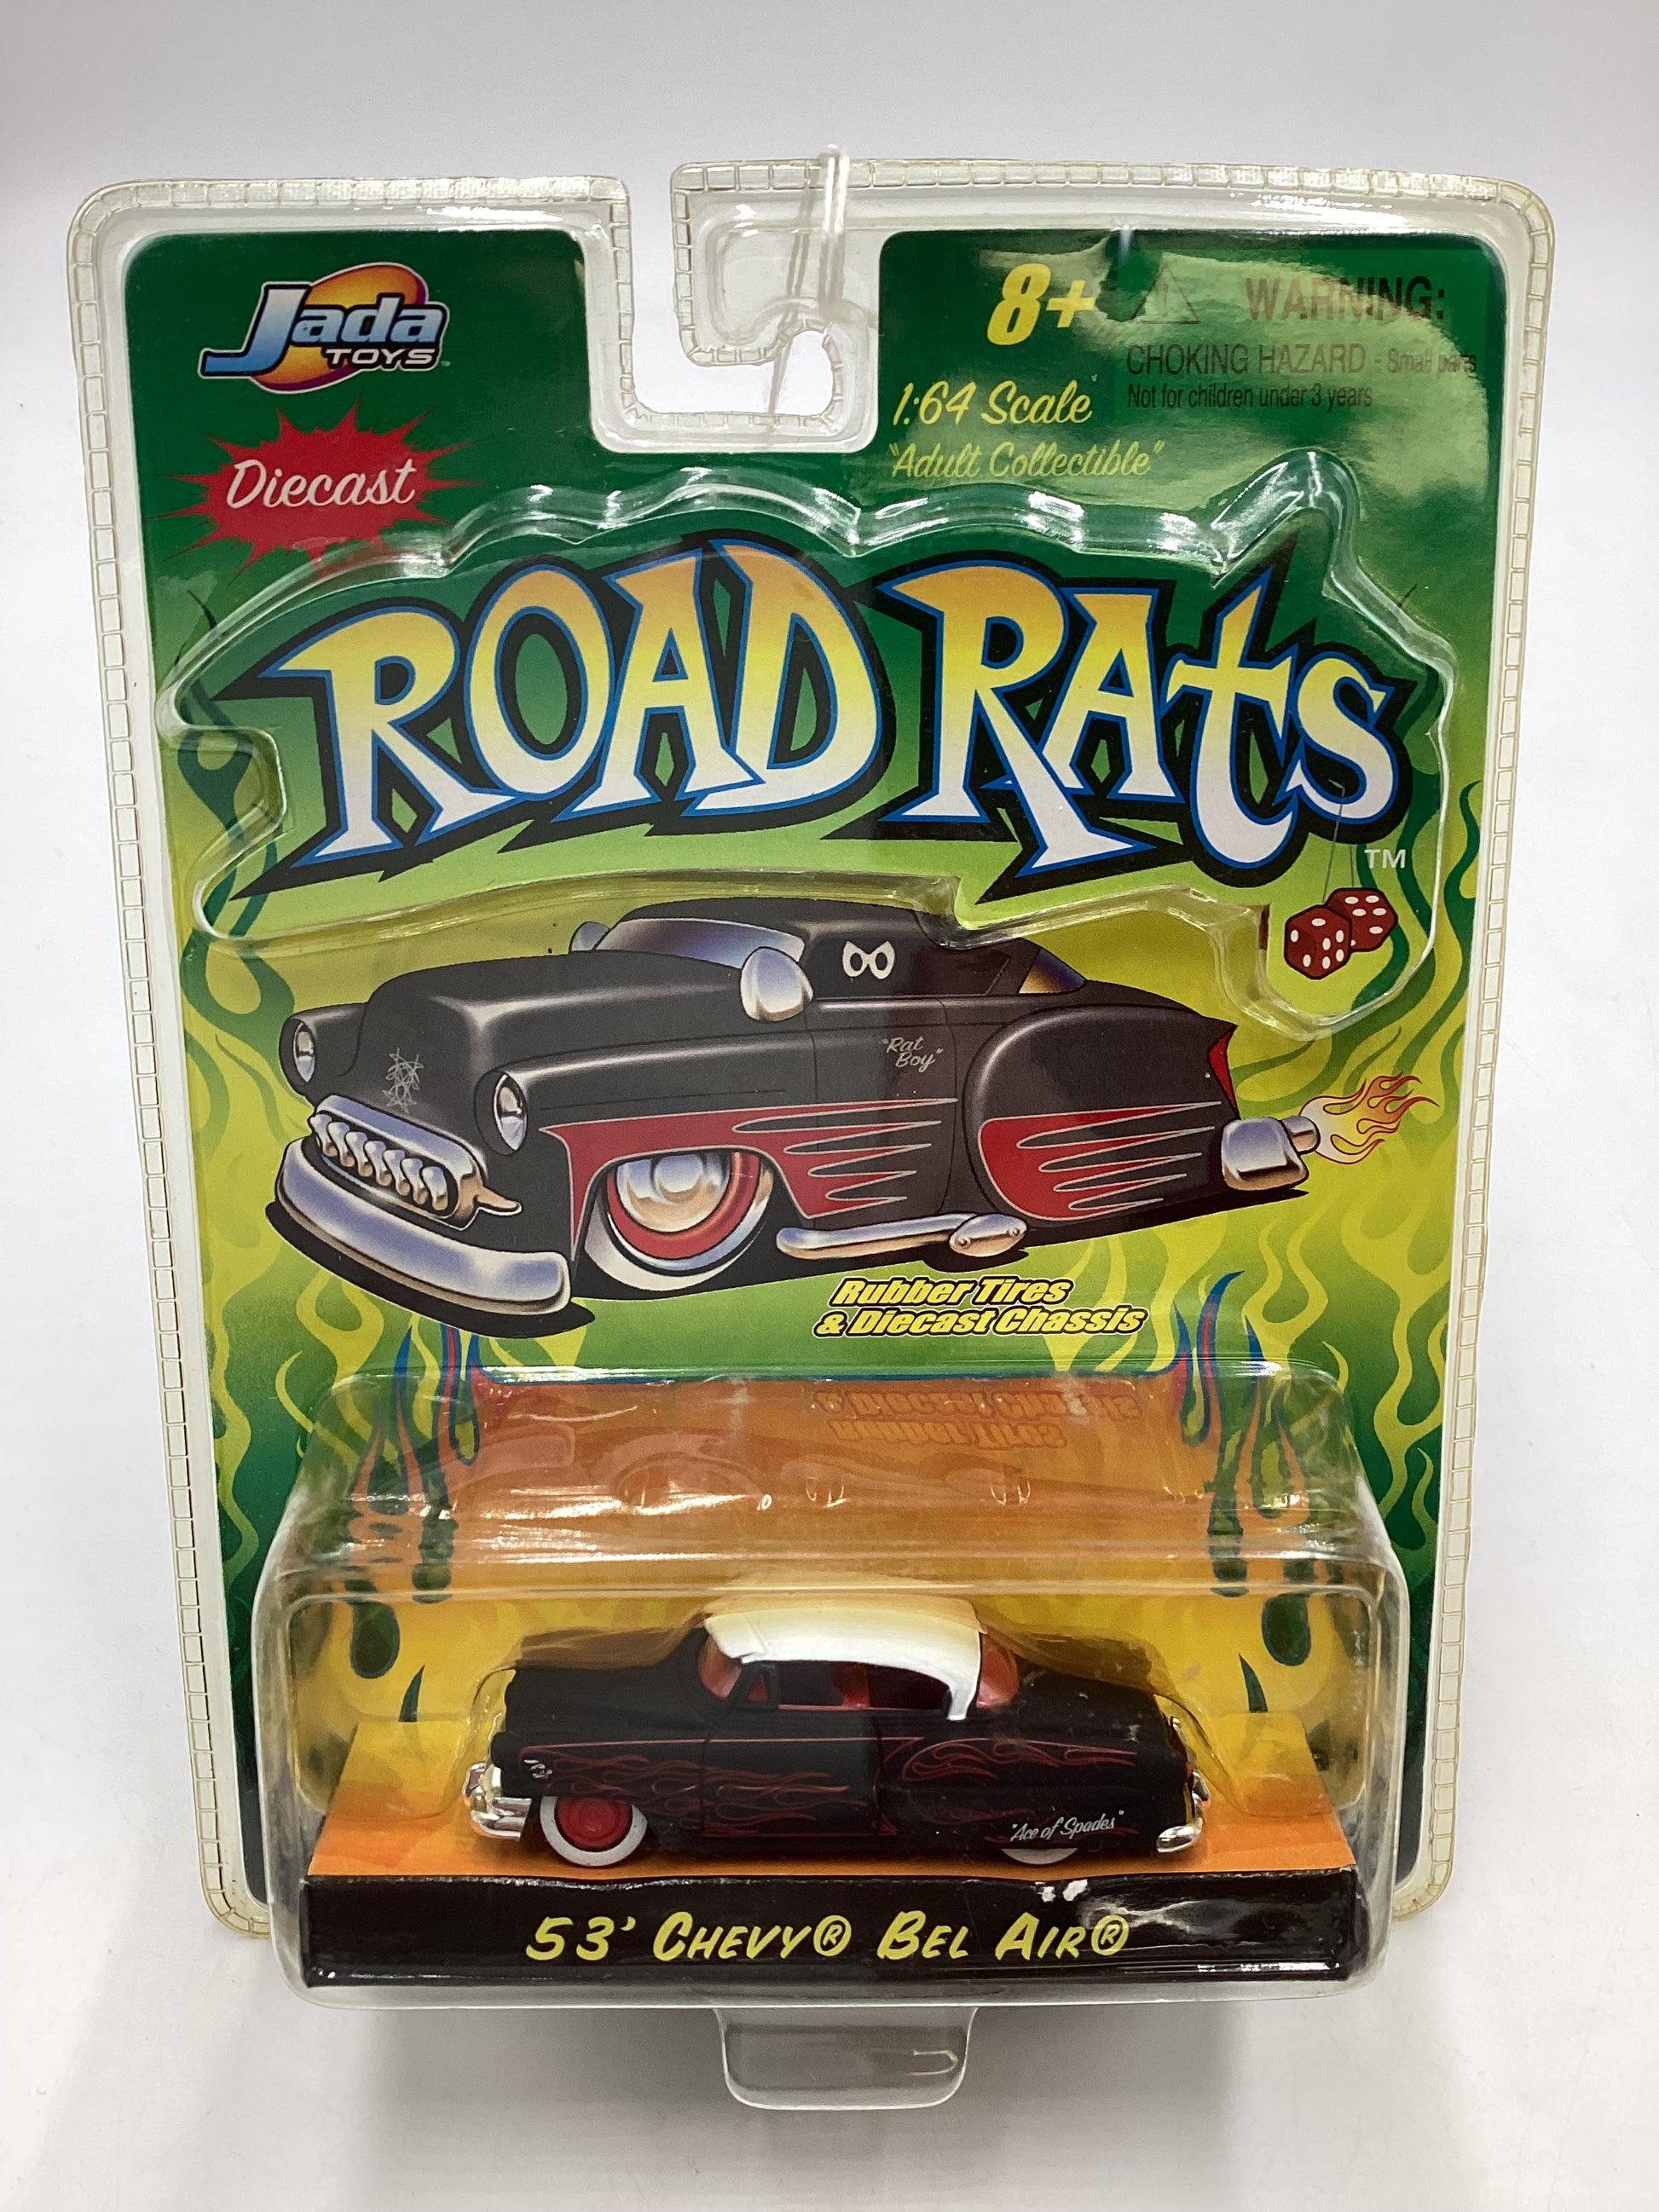 Jada
TOYS™
8+
WARNING:
CHOKING HAZARD - Small parts
Not for children under 3 years
1:64 Scale
"Adult Collectible"
Diecast
ROAD RAts
TM
"Rat
Boy"
Rubber Tires
& Diecast Chassis
"Ace of Spades"
53' CHEVY® BEL AIR®